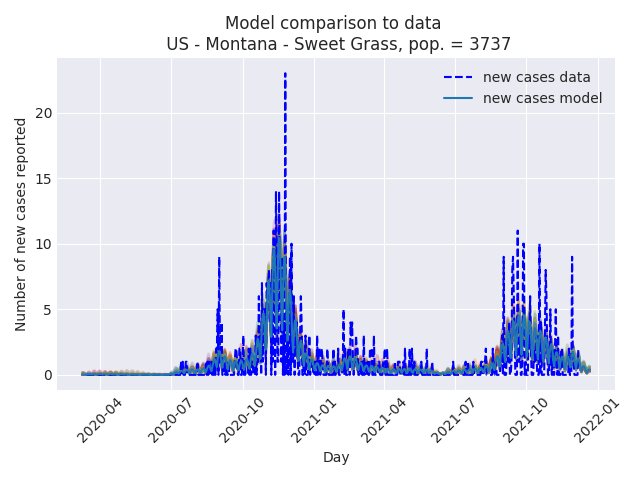 Model comparison to data
US - Montana - Sweet Grass, pop. = 3737
new cases data
new cases model
Number of new cases reported
20
15
10
5
0
2020-04
2020-07
2020-10
2021-01
2021-04
2021-07
2021-10
2022-01
Day